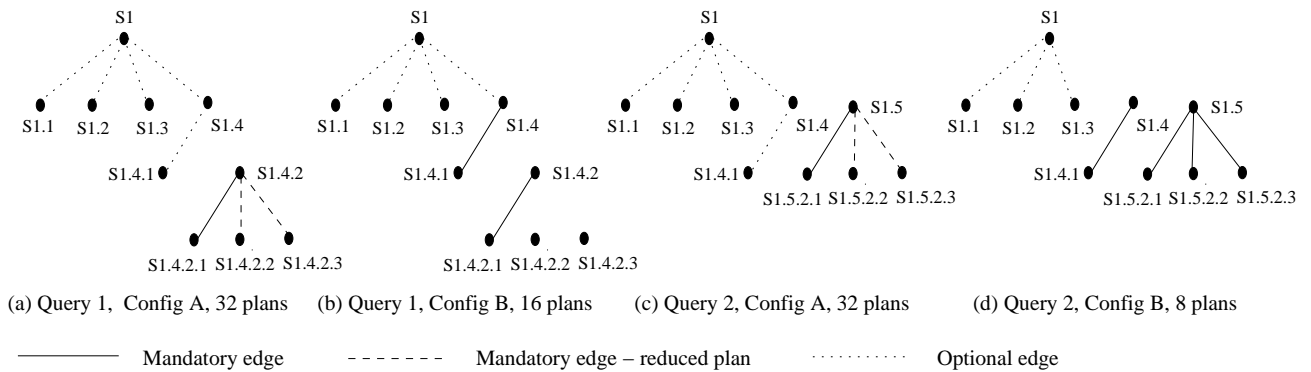 S1 S1 S1 S1
S1.1 S1.2 S1.3 S1.4 S1.1 S1.2 S1.3 S1.4 S1.1 S1.2 S1.3 S1.4 S1.5 S1.1 S1.2 S1.3 S1.4 S1.5
S1.4.1 S1.4.2 S1.4.1 S1.4.2 S1.4.1 S1.5.2.1 S1.5.2.2 S1.5.2.3 S1.4.1 S1.5.2.1 S1.5.2.2 S1.5.2.3
S1.4.2.1 S1.4.2.2 S1.4.2.3 S1.4.2.1 S1.4.2.2 S1.4.2.3
(a) Query 1, Config A, 32 plans (b) Query 1, Config B, 16 plans (c) Query 2, Config A, 32 plans (d) Query 2, Config B, 8 plans
Mandatory edge Mandatory edge – reduced plan Optional edge